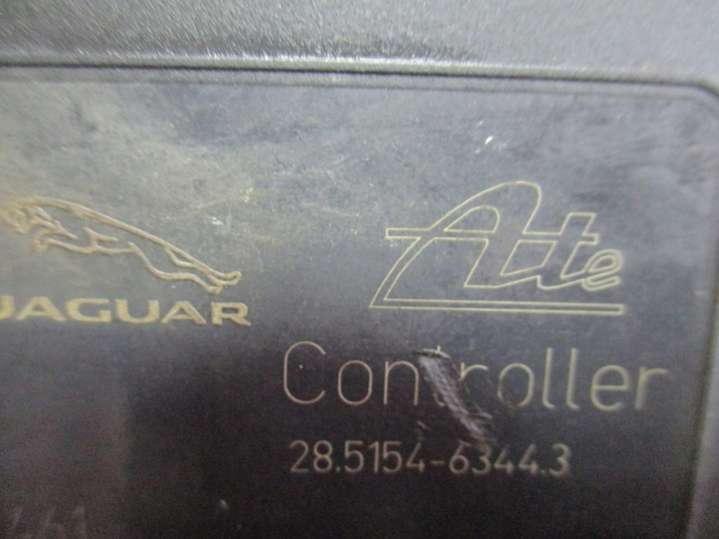 JAGUAR
Ate
Controller
28.5154-6344.3